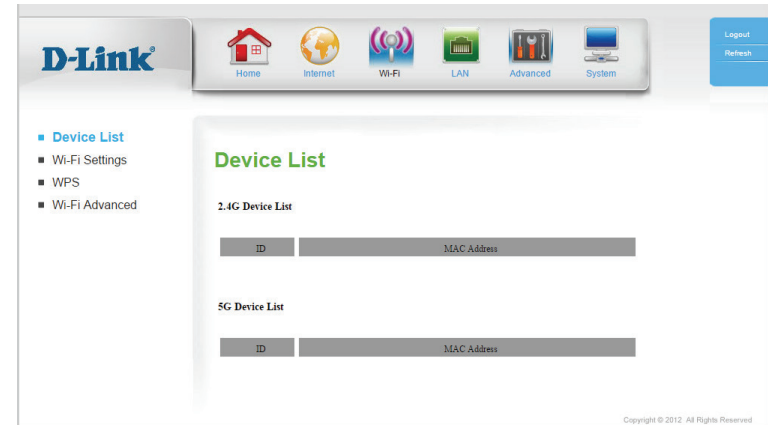 D-Link®
Home Internet Wi-Fi LAN Advanced System
Logout
Refresh
Device List
Wi-Fi Settings
WPS
Wi-Fi Advanced
Device List
2.4G Device List
ID MAC Address
5G Device List
ID MAC Address
Copyright © 2012 All Rights Reserved